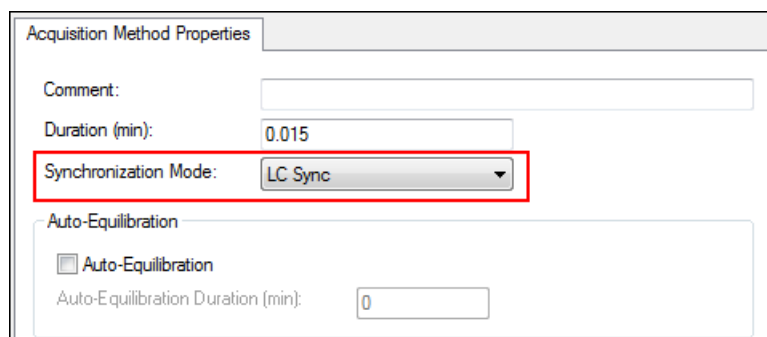 Acquisition Method Properties
Comment:
Duration (min): 0.015
Synchronization Mode: LC Sync
Auto-Equilibration
Auto-Equilibration
Auto-Equilibration Duration (min): 0